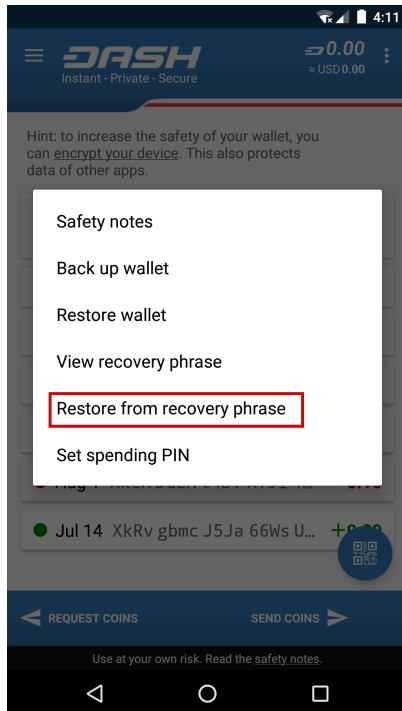 4:11
DASH
Instant - Private - Secure
0.00
≈ USD 0.00
Hint: to increase the safety of your wallet, you
can encrypt your device. This also protects
data of other apps.
Safety notes
Back up wallet
Restore wallet
View recovery phrase
Restore from recovery phrase
Set spending PIN
Jul 14 XkRv gbmc J5Ja 66Ws U...
REQUEST COINS
SEND COINS
Use at your own risk. Read the safety notes.